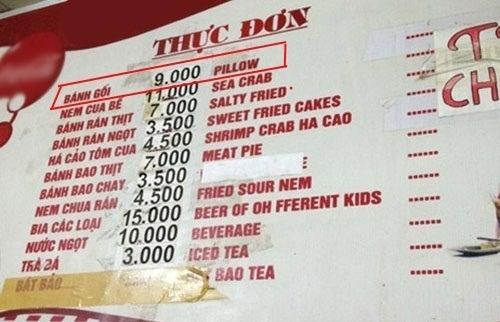 THỰC ĐƠN
BÁNH GỐI 9.000 PILLOW
NEM CUA BỂ 11.000 SEA CRAB
BÁNH RÁN THỊT 7.000 SALTY FRIED
BÁNH RÁN NGỌT 3.500 SWEET FRIED CAKES
HÁ CẢO TÔM CUA 4.500 SHRIMP CRAB HA CAO
BÁNH BAO THỊT 7.000 MEAT PIE
BÁNH BAO CHAY 3.500
NEM CHUA RÁN 4.500 FRIED SOUR NEM
BIA CÁC LOẠI 15.000 BEER OF OH FFERENT KIDS
NƯỚC NGỌT 10.000 BEVERAGE
TRÀ 2Á 3.000 ICED TEA
BÁT BẢO BAO TEA